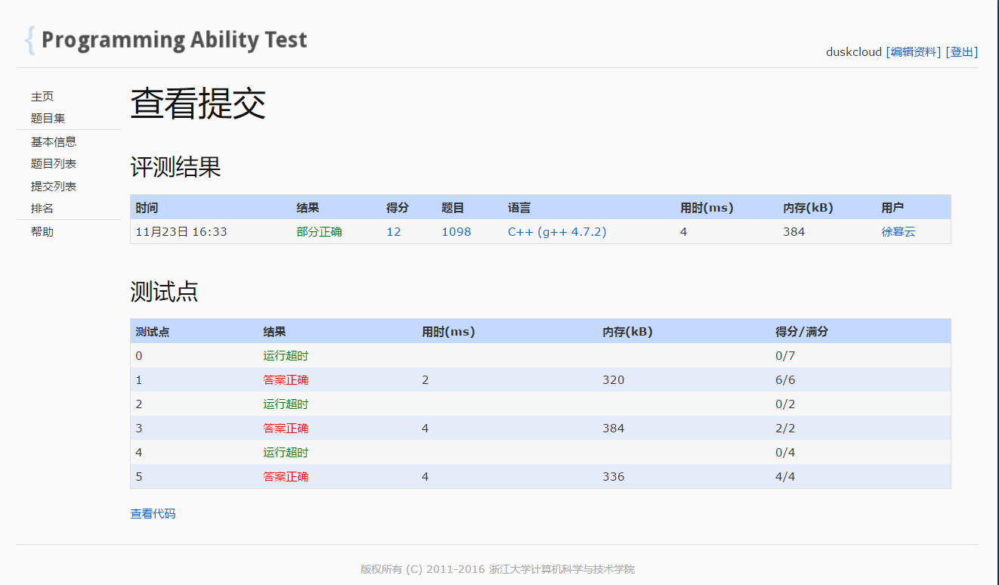 { Programming Ability Test
duskcloud [编辑资料] [登出]
主页
题目集
基本信息
题目列表
提交列表
排名
帮助
查看提交
评测结果
时间 结果 得分 题目 语言 用时(ms) 内存(kB) 用户
11月23日 16:33 部分正确 12 1098 C++ (g++ 4.7.2) 4 384 徐暮云
测试点
测试点 结果 用时(ms) 内存(kB) 得分/满分
0 运行超时 0/7
1 答案正确 2 320 6/6
2 运行超时 0/2
3 答案正确 4 384 2/2
4 运行超时 0/4
5 答案正确 4 336 4/4
查看代码
版权所有 (C) 2011-2016 浙江大学计算机科学与技术学院